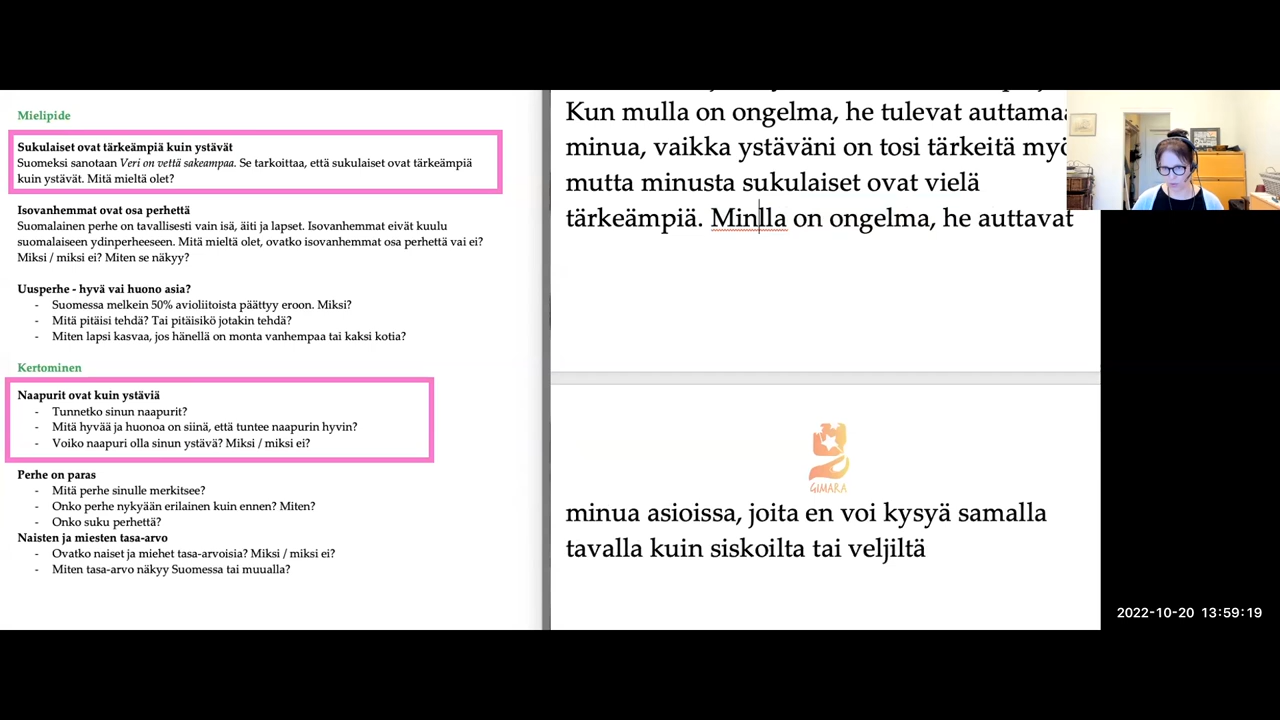 Mielipide
Sukulaiset ovat tärkeämpiä kuin ystävät
Suomeksi sanotaan Veri on vettä sakeampaa. Se tarkoittaa, että sukulaiset ovat tärkeämpiä
kuin ystävät. Mitä mieltä olet?
Isovanhemmat ovat osa perhettä
Suomalainen perhe on tavallisesti vain isä, äiti ja lapset. Isovanhemmat eivät kuulu
suomalaiseen ydinperheeseen. Mitä mieltä olet, ovatko isovanhemmat osa perhettä vai ei?
Miksi / miksi ei? Miten se näkyy?
Uusperhe - hyvä vai huono asia?
- Suomessa melkein 50% avioliitoista päättyy eroon. Miksi?
- Mitä pitäisi tehdä? Tai pitäisikö jotakin tehdä?
- Miten lapsi kasvaa, jos hänellä on monta vanhempaa tai kaksi kotia?
Kertominen
Naapurit ovat kuin ystäviä
- Tunnetko sinun naapurit?
- Mitä hyvää ja huonoa on siinä, että tuntee naapurin hyvin?
- Voiko naapuri olla sinun ystävä? Miksi / miksi ei?
Perhe on paras
- Mitä perhe sinulle merkitsee?
- Onko perhe nykyään erilainen kuin ennen? Miten?
- Onko suku perhettä?
Naisten ja miesten tasa-arvo
- Ovatko naiset ja miehet tasa-arvoisia? Miksi / miksi ei?
- Miten tasa-arvo näkyy Suomessa tai muualla?
Kun mulla on ongelma, he tulevat auttamaa
minua, vaikka ystäväni on tosi tärkeitä myö
mutta minusta sukulaiset ovat vielä
tärkeämpiä. Minlla on ongelma, he auttavat
GIMARA
minua asioissa, joita en voi kysyä samalla
tavalla kuin siskoilta tai veljiltä
2022-10-20 13:59:19